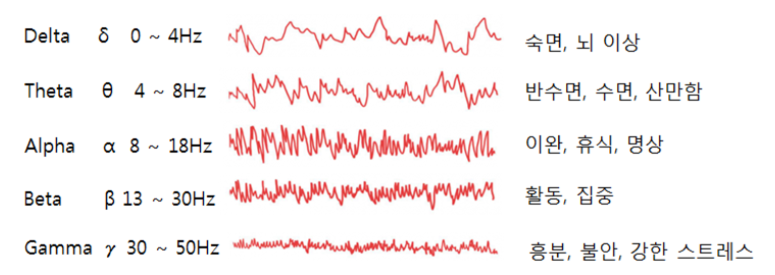 Delta δ 0 ~ 4Hz 숙면, 뇌 이상
Theta θ 4 ~ 8Hz 반수면, 수면, 산만함
Alpha α 8 ~ 18Hz 이완, 휴식, 명상
Beta β 13 ~ 30Hz 활동, 집중
Gamma γ 30 ~ 50Hz 흥분, 불안, 강한 스트레스